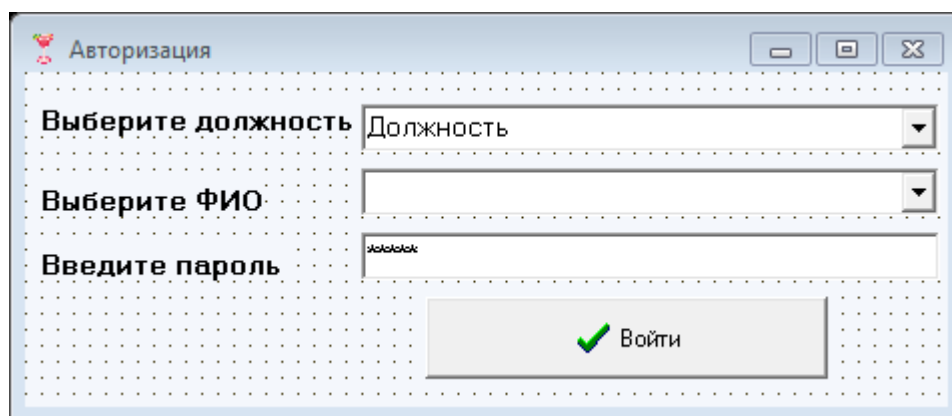 Авторизация
Выберите должность Должность
Выберите ФИО
Введите пароль *****
Войти